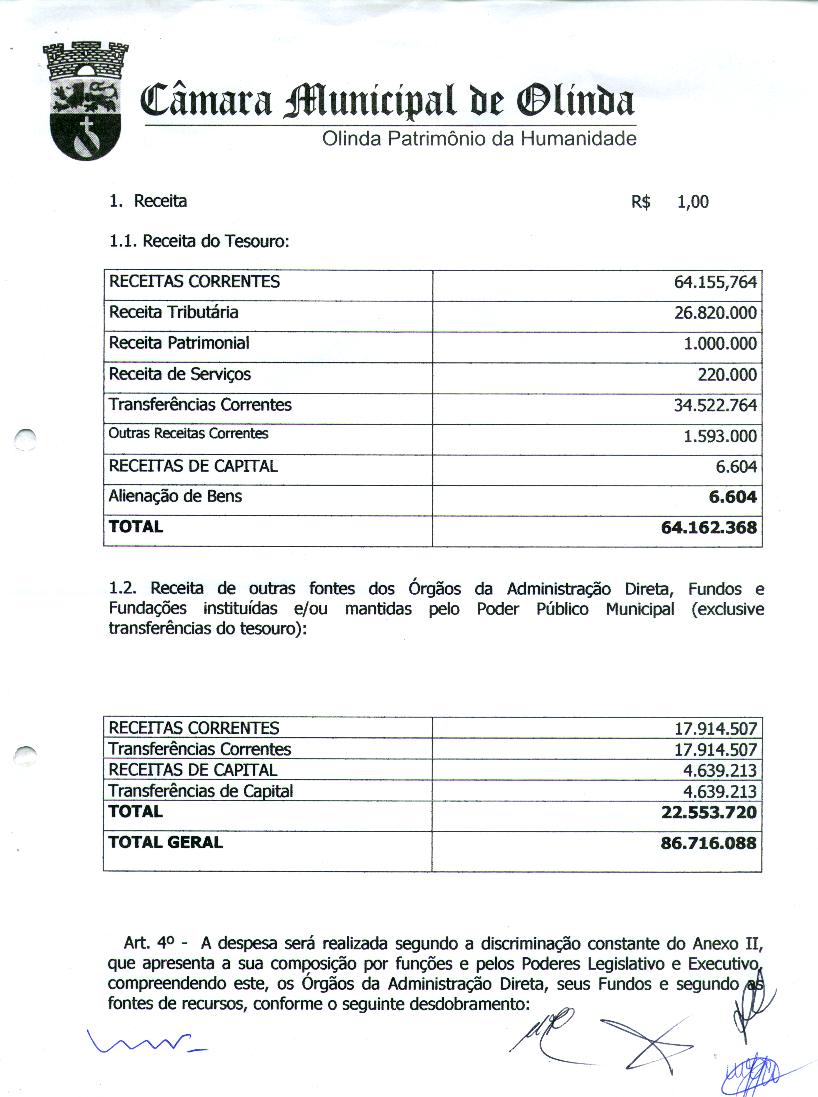 Câmara Municipal de Olinda
Olinda Patrimônio da Humanidade
1. Receita R$ 1,00
1.1. Receita do Tesouro:
RECEITAS CORRENTES 64.155,764
Receita Tributária 26.820.000
Receita Patrimonial 1.000.000
Receita de Serviços 220.000
Transferências Correntes 34.522.764
Outras Receitas Correntes 1.593.000
RECEITAS DE CAPITAL 6.604
Alienação de Bens 6.604
TOTAL 64.162.368
1.2. Receita de outras fontes dos Órgãos da Administração Direta, Fundos e
Fundações instituídas e/ou mantidas pelo Poder Público Municipal (exclusive
transferências do tesouro):
RECEITAS CORRENTES 17.914.507
Transferências Correntes 17.914.507
RECEITAS DE CAPITAL 4.639.213
Transferências de Capital 4.639.213
TOTAL 22.553.720
TOTAL GERAL 86.716.088
Art. 4º - A despesa será realizada segundo a discriminação constante do Anexo II,
que apresenta a sua composição por funções e pelos Poderes Legislativo e Executivo,
compreendendo este, os Órgãos da Administração Direta, seus Fundos e segundo as
fontes de recursos, conforme o seguinte desdobramento: